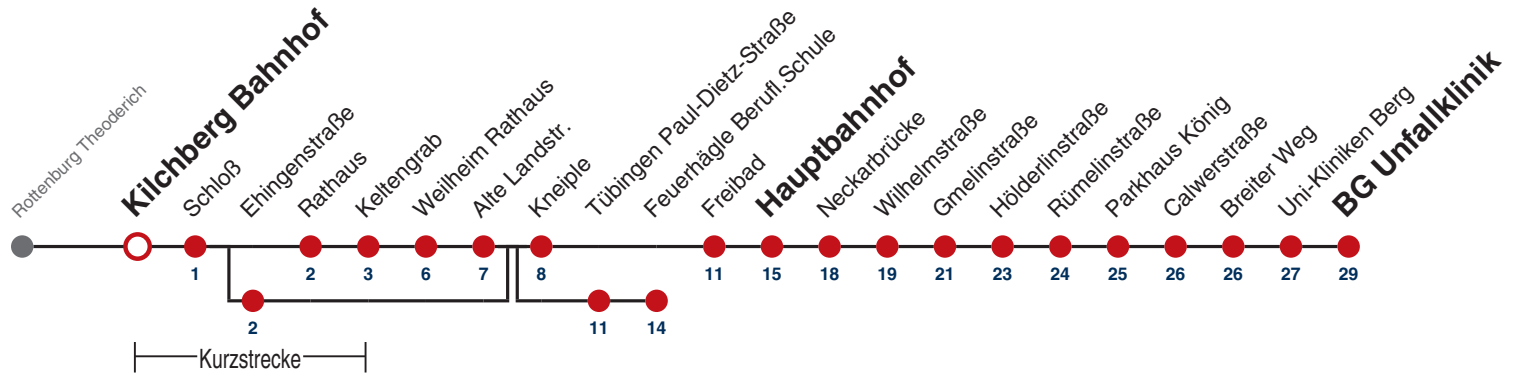 Rottenburg Theoderich
Kilchberg Bahnhof
Schloß
Ehingenstraße
Rathaus
Keltengrab
Weilheim Rathaus
Alte Landstr.
Kneiple
Tübingen Paul-Dietz-Straße
Feuerhägle Berufl.Schule
Freibad
Hauptbahnhof
Neckarbrücke
Wilhelmstraße
Gmelinstraße
Hölderlinstraße
Rümelinstraße
Parkhaus König
Calwerstraße
Breiter Weg
Uni-Kliniken Berg
BG Unfallklinik
1 2 3 6 7 8 11 15 18 19 21 23 24 25 26 26 27 29
2 11 14
Kurzstrecke